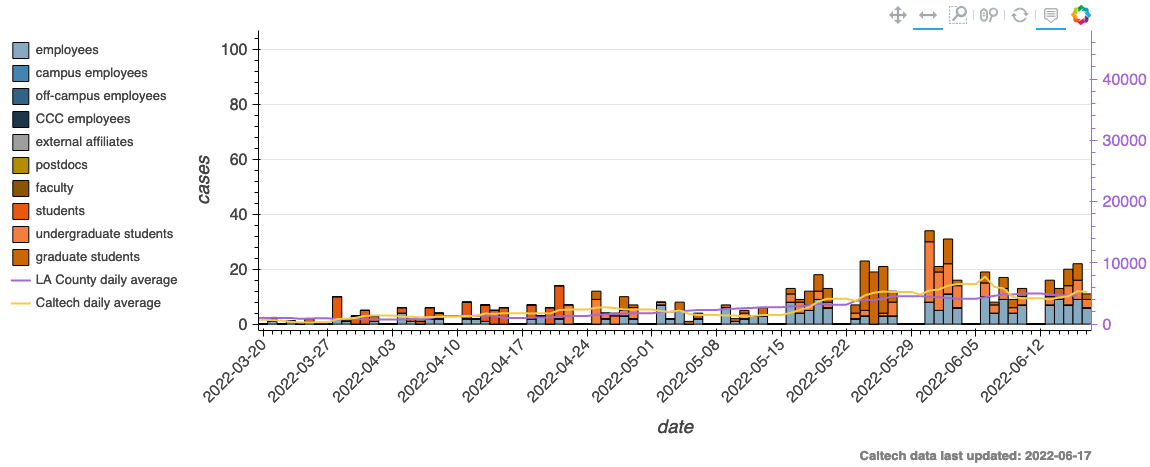 employees
campus employees
off-campus employees
CCC employees
external affiliates
postdocs
faculty
students
undergraduate students
graduate students
LA County daily average
Caltech daily average
cases
100
80
60
40
20
0
40000
30000
20000
10000
0
2022-03-20
2022-03-27
2022-04-03
2022-04-10
2022-04-17
2022-04-24
2022-05-01
2022-05-08
2022-05-15
2022-05-22
2022-05-29
2022-06-05
2022-06-12
date
Caltech data last updated: 2022-06-17